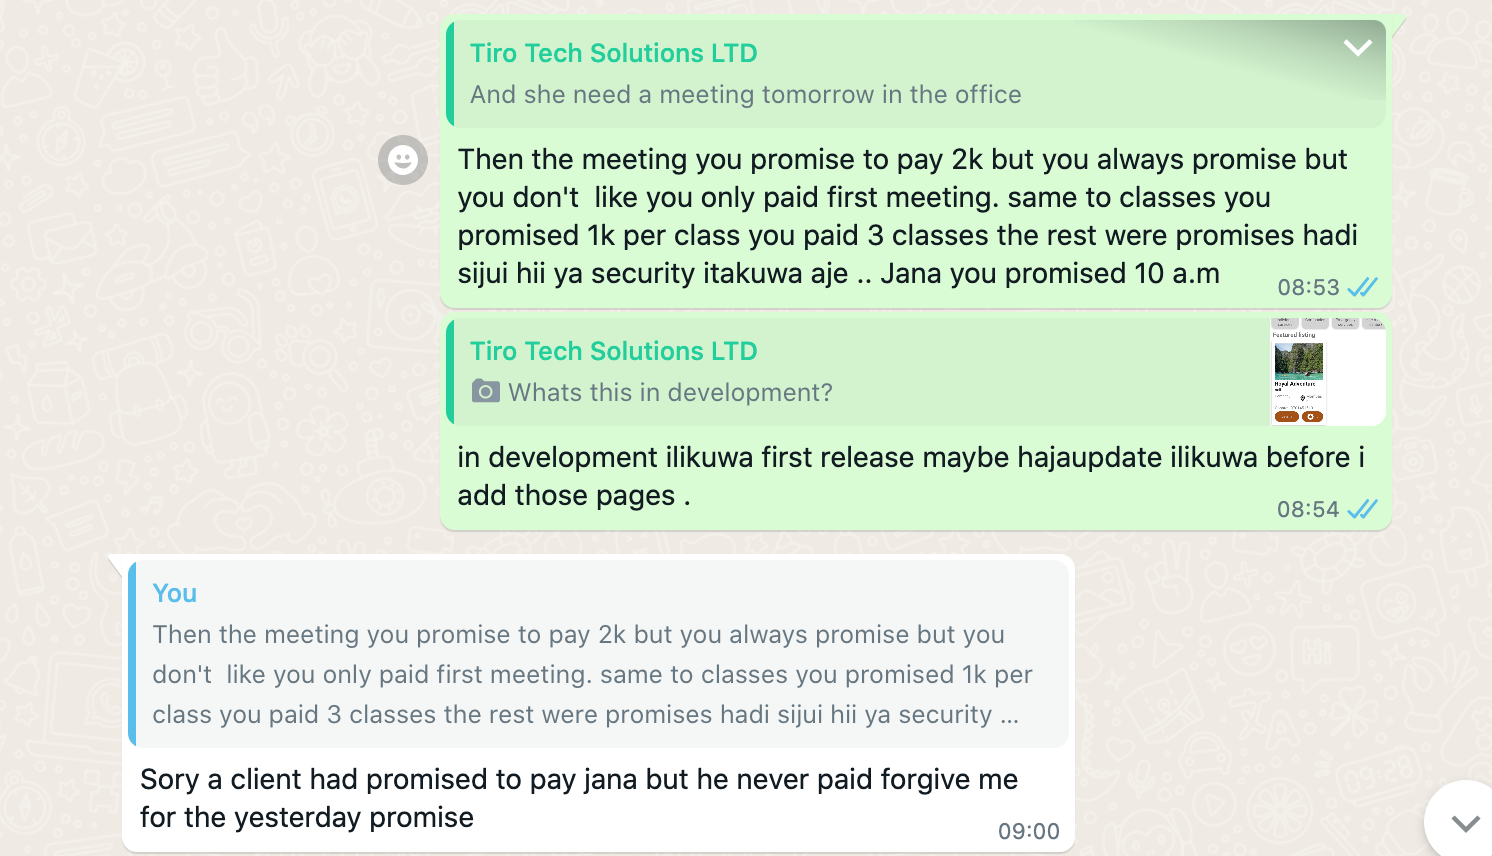 Tiro Tech Solutions LTD
And she need a meeting tomorrow in the office
Then the meeting you promise to pay 2k but you always promise but
you don't  like you only paid first meeting. same to classes you
promised 1k per class you paid 3 classes the rest were promises hadi
sijui hii ya security itakuwa aje .. Jana you promised 10 a.m
08:53
Tiro Tech Solutions LTD
Whats this in development?
Featured listing
Royal Adventure
in development ilikuwa first release maybe hajaupdate ilikuwa before i
add those pages .
08:54
You
Then the meeting you promise to pay 2k but you always promise but you
don't  like you only paid first meeting. same to classes you promised 1k per
class you paid 3 classes the rest were promises hadi sijui hii ya security ...
Sory a client had promised to pay jana but he never paid forgive me
for the yesterday promise
09:00